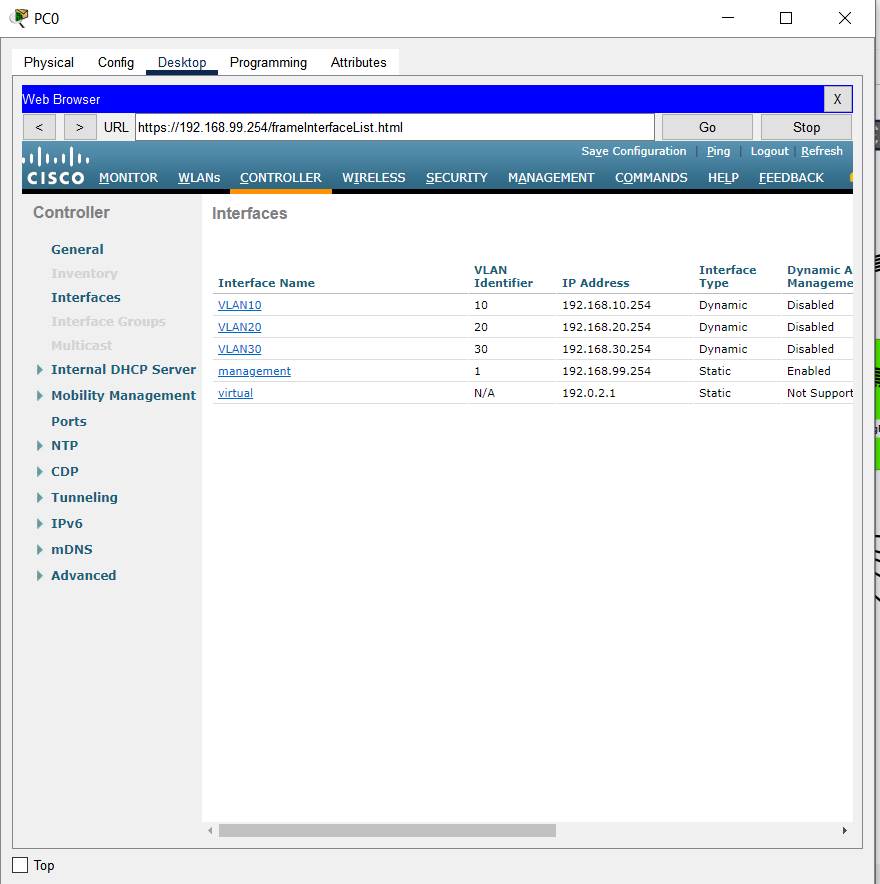 PC0
Physical Config Desktop Programming Attributes
Web Browser X
< > URL https://192.168.99.254/frameInterfaceList.html Go Stop
Save Configuration | Ping | Logout | Refresh
CISCO MONITOR WLANs CONTROLLER WIRELESS SECURITY MANAGEMENT COMMANDS HELP FEEDBACK
Controller
General
Inventory
Interfaces
Interface Groups
Multicast
Internal DHCP Server
Mobility Management
Ports
NTP
CDP
Tunneling
IPv6
mDNS
Advanced
Interfaces
Interface Name VLAN Identifier IP Address Interface Type Dynamic A Manageme
VLAN10 10 192.168.10.254 Dynamic Disabled
VLAN20 20 192.168.20.254 Dynamic Disabled
VLAN30 30 192.168.30.254 Dynamic Disabled
management 1 192.168.99.254 Static Enabled
virtual N/A 192.0.2.1 Static Not Support
Top